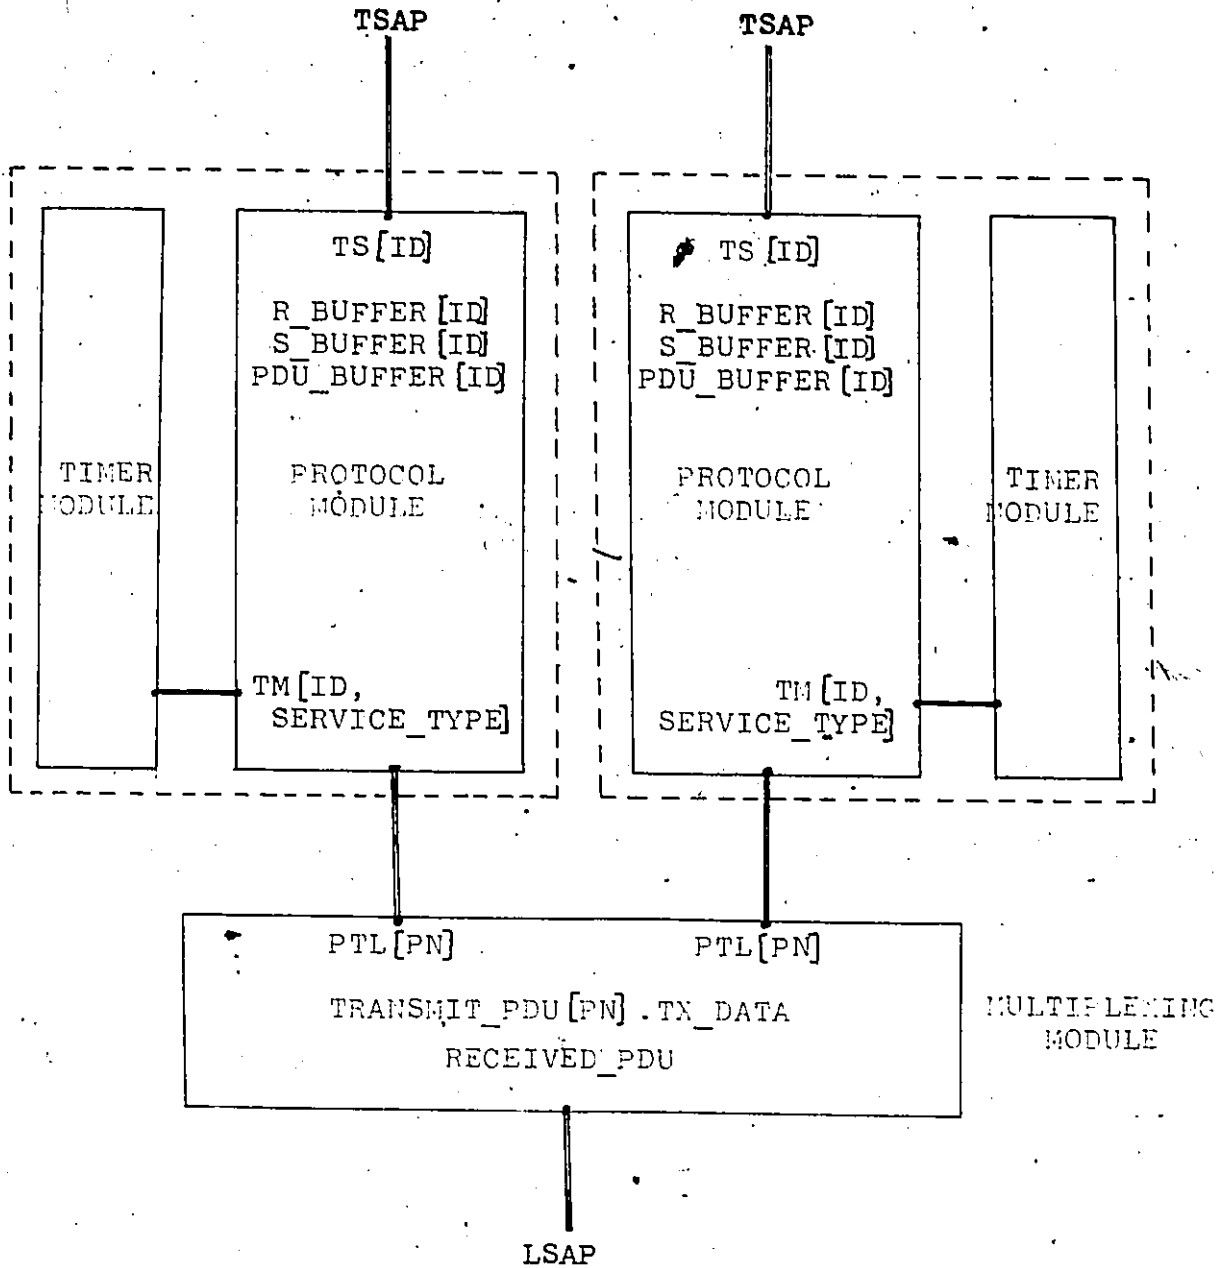 TSAP
TSAP
TS[ID]
R_BUFFER[ID]
S_BUFFER[ID]
PDU_BUFFER[ID]
TIMER
MODULE
PROTOCOL
MODULE
TM[ID,
SERVICE_TYPE]
TS[ID]
R_BUFFER[ID]
S_BUFFER[ID]
PDU_BUFFER[ID]
PROTOCOL
MODULE
TIMER
MODULE
TM[ID,
SERVICE_TYPE]
PTL[PN]
PTL[PN]
TRANSMIT_PDU[PN].TX_DATA
RECEIVED_PDU
MULTIPLEXING
MODULE
LSAP